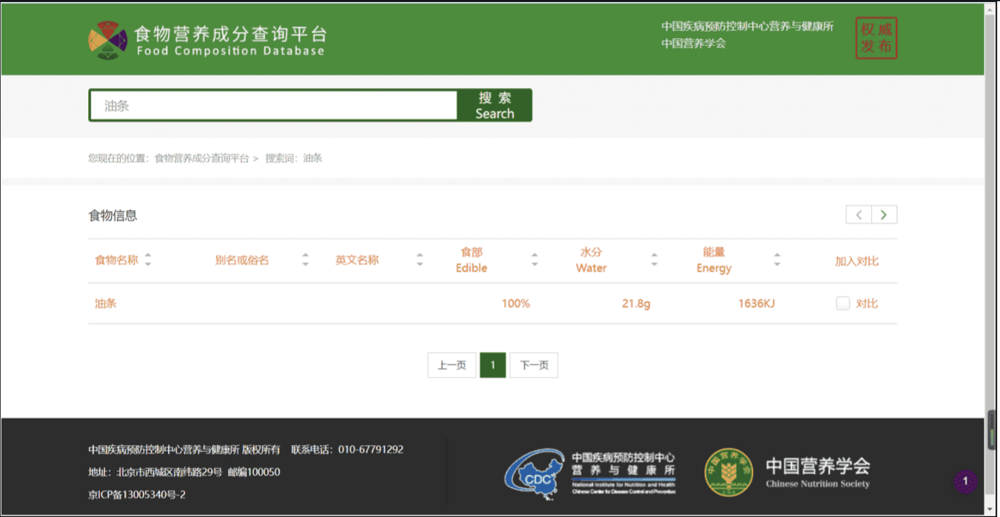 食物营养成分查询平台
Food Composition Database
中国疾病预防控制中心营养与健康所
中国营养学会
权威
发布
油条
搜 索
Search
您现在的位置：食物营养成分查询平台 > 搜索词：油条
食物信息
食物名称 别名或俗名 英文名称 食部 Edible 水分 Water 能量 Energy 加入对比
油条 100% 21.8g 1636KJ 对比
上一页 1 下一页
中国疾病预防控制中心营养与健康所 版权所有 联系电话：010-67791292
地址：北京市西城区南纬路29号 邮编100050
京ICP备13005340号-2
CDC
中国疾病预防控制中心
营养与健康所
National Institute for Nutrition and Health
Chinese Center for Disease Control and Prevention
中国营养学会
CNS
中国营养学会
Chinese Nutrition Society
1